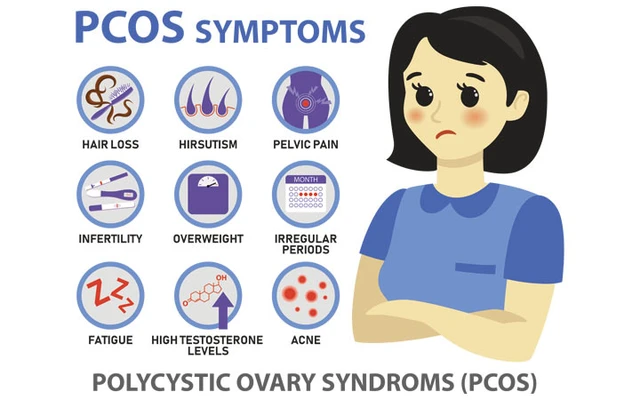 PCOS SYMPTOMS
HAIR LOSS
HIRSUTISM
PELVIC PAIN
MONTH
INFERTILITY
OVERWEIGHT
IRREGULAR
PERIODS
OH
O
FATIGUE
HIGH TESTOSTERONE
LEVELS
ACNE
POLYCYSTIC OVARY SYNDROMS (PCOS)